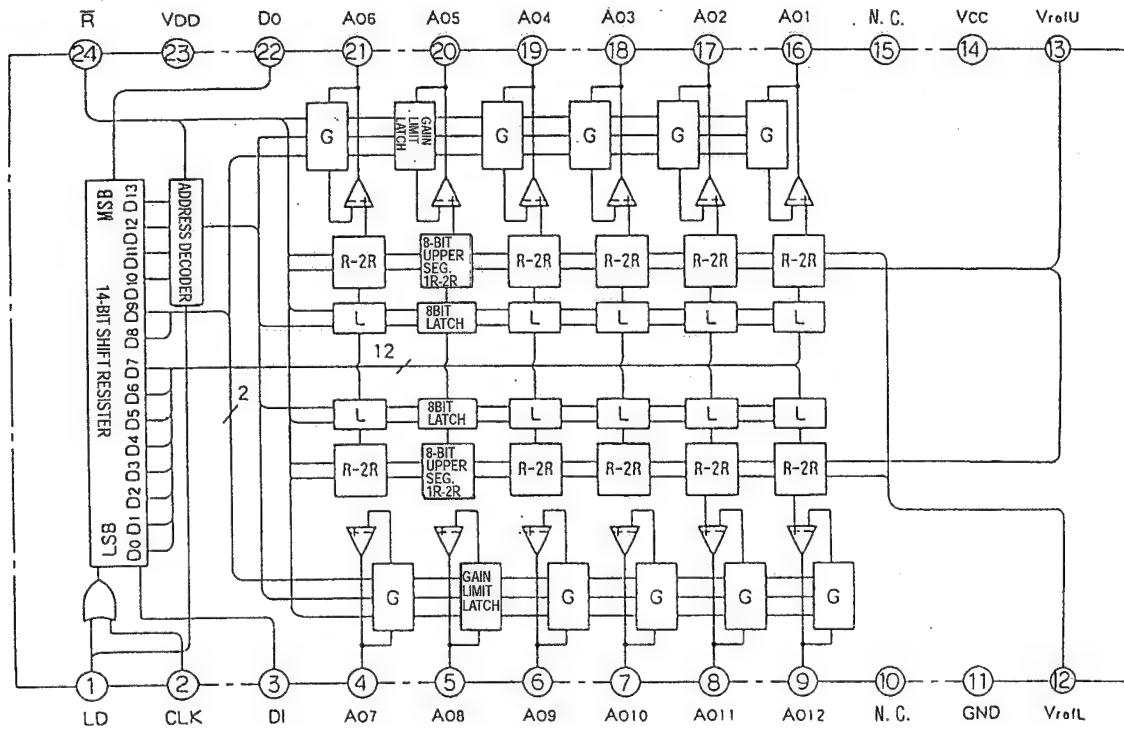 R VDD DO AO6 AO5 AO4 AO3 AO2 AO1 N.C. VCC VrefU
24 23 22 21 20 19 18 17 16 15 14 13
G GAIN LIMIT LATCH G G G G
MSB D13 D12 D11 D10 D9 D8 D7 D6 D5 D4 D3 D2 D1 D0 LSB
14-BIT SHIFT RESISTER
ADDRESS DECODER
R-2R 8-BIT UPPER SEG. 1R-2R R-2R R-2R R-2R R-2R
L 8BIT LATCH L L L L
12
2
L 8BIT LATCH L L L L
R-2R 8-BIT UPPER SEG. 1R-2R R-2R R-2R R-2R R-2R
G GAIN LIMIT LATCH G G G G
1 2 3 4 5 6 7 8 9 10 11 12
LD CLK DI AO7 AO8 AO9 AO10 AO11 AO12 N.C. GND VrefL